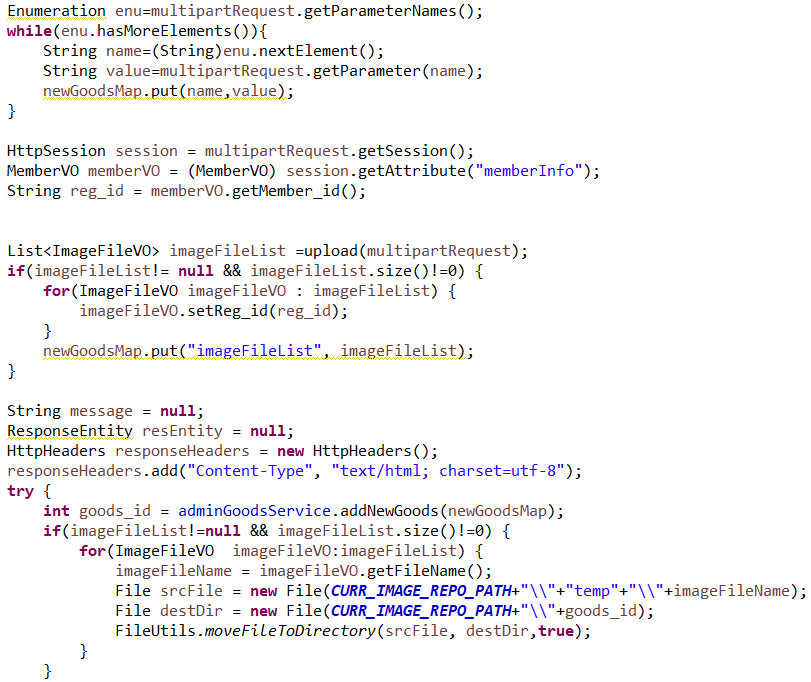 Enumeration enu=multipartRequest.getParameterNames();
while(enu.hasMoreElements()){
    String name=(String)enu.nextElement();
    String value=multipartRequest.getParameter(name);
    newGoodsMap.put(name,value);
}

HttpSession session = multipartRequest.getSession();
MemberVO memberVO = (MemberVO) session.getAttribute("memberInfo");
String reg_id = memberVO.getMember_id();


List<ImageFileVO> imageFileList =upload(multipartRequest);
if(imageFileList!= null && imageFileList.size()!=0) {
    for(ImageFileVO imageFileVO : imageFileList) {
        imageFileVO.setReg_id(reg_id);
    }
    newGoodsMap.put("imageFileList", imageFileList);
}

String message = null;
ResponseEntity resEntity = null;
HttpHeaders responseHeaders = new HttpHeaders();
responseHeaders.add("Content-Type", "text/html; charset=utf-8");
try {
    int goods_id = adminGoodsService.addNewGoods(newGoodsMap);
    if(imageFileList!=null && imageFileList.size()!=0) {
        for(ImageFileVO  imageFileVO:imageFileList) {
            imageFileName = imageFileVO.getFileName();
            File srcFile = new File(CURR_IMAGE_REPO_PATH+"\\"+"temp"+"\\"+imageFileName);
            File destDir = new File(CURR_IMAGE_REPO_PATH+"\\"+goods_id);
            FileUtils.moveFileToDirectory(srcFile, destDir,true);
        }
    }